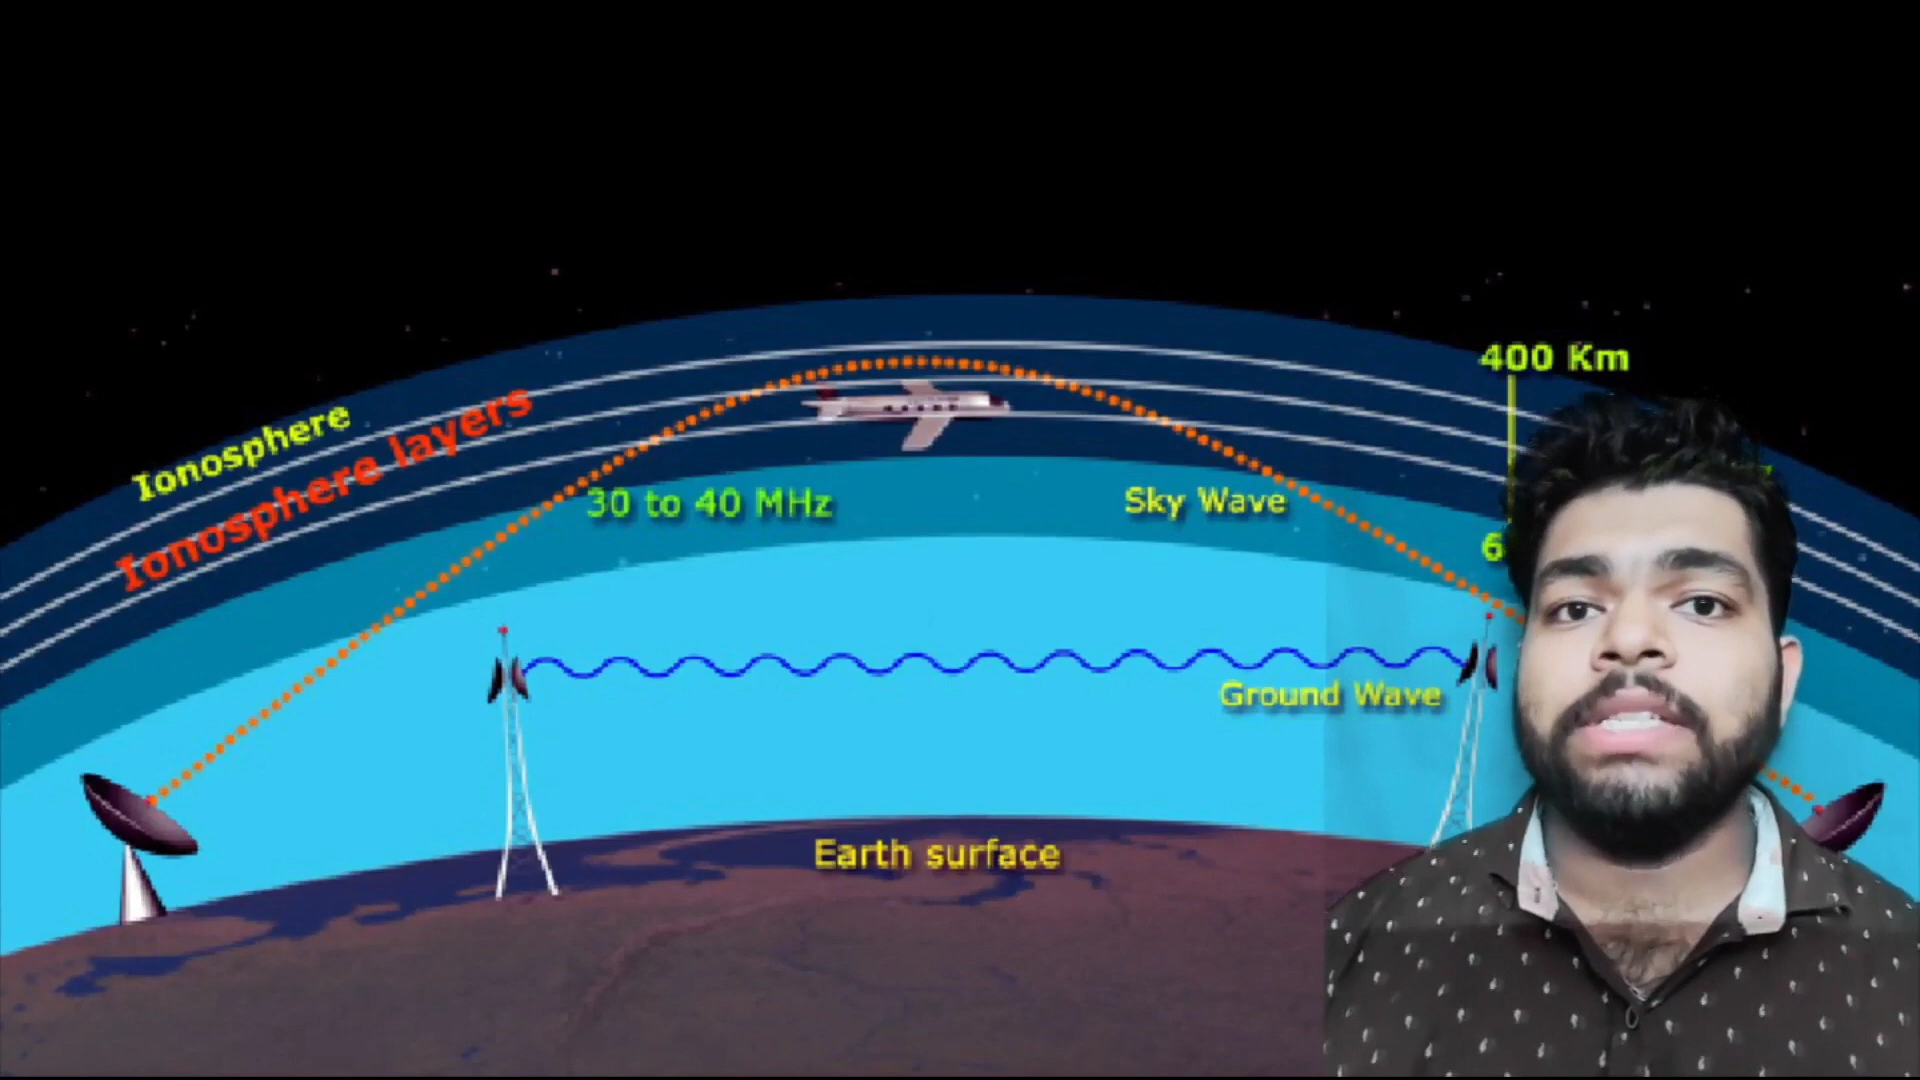 400 Km
Ionosphere
Ionosphere layers
30 to 40 MHz
Sky Wave
Ground Wave
Earth surface